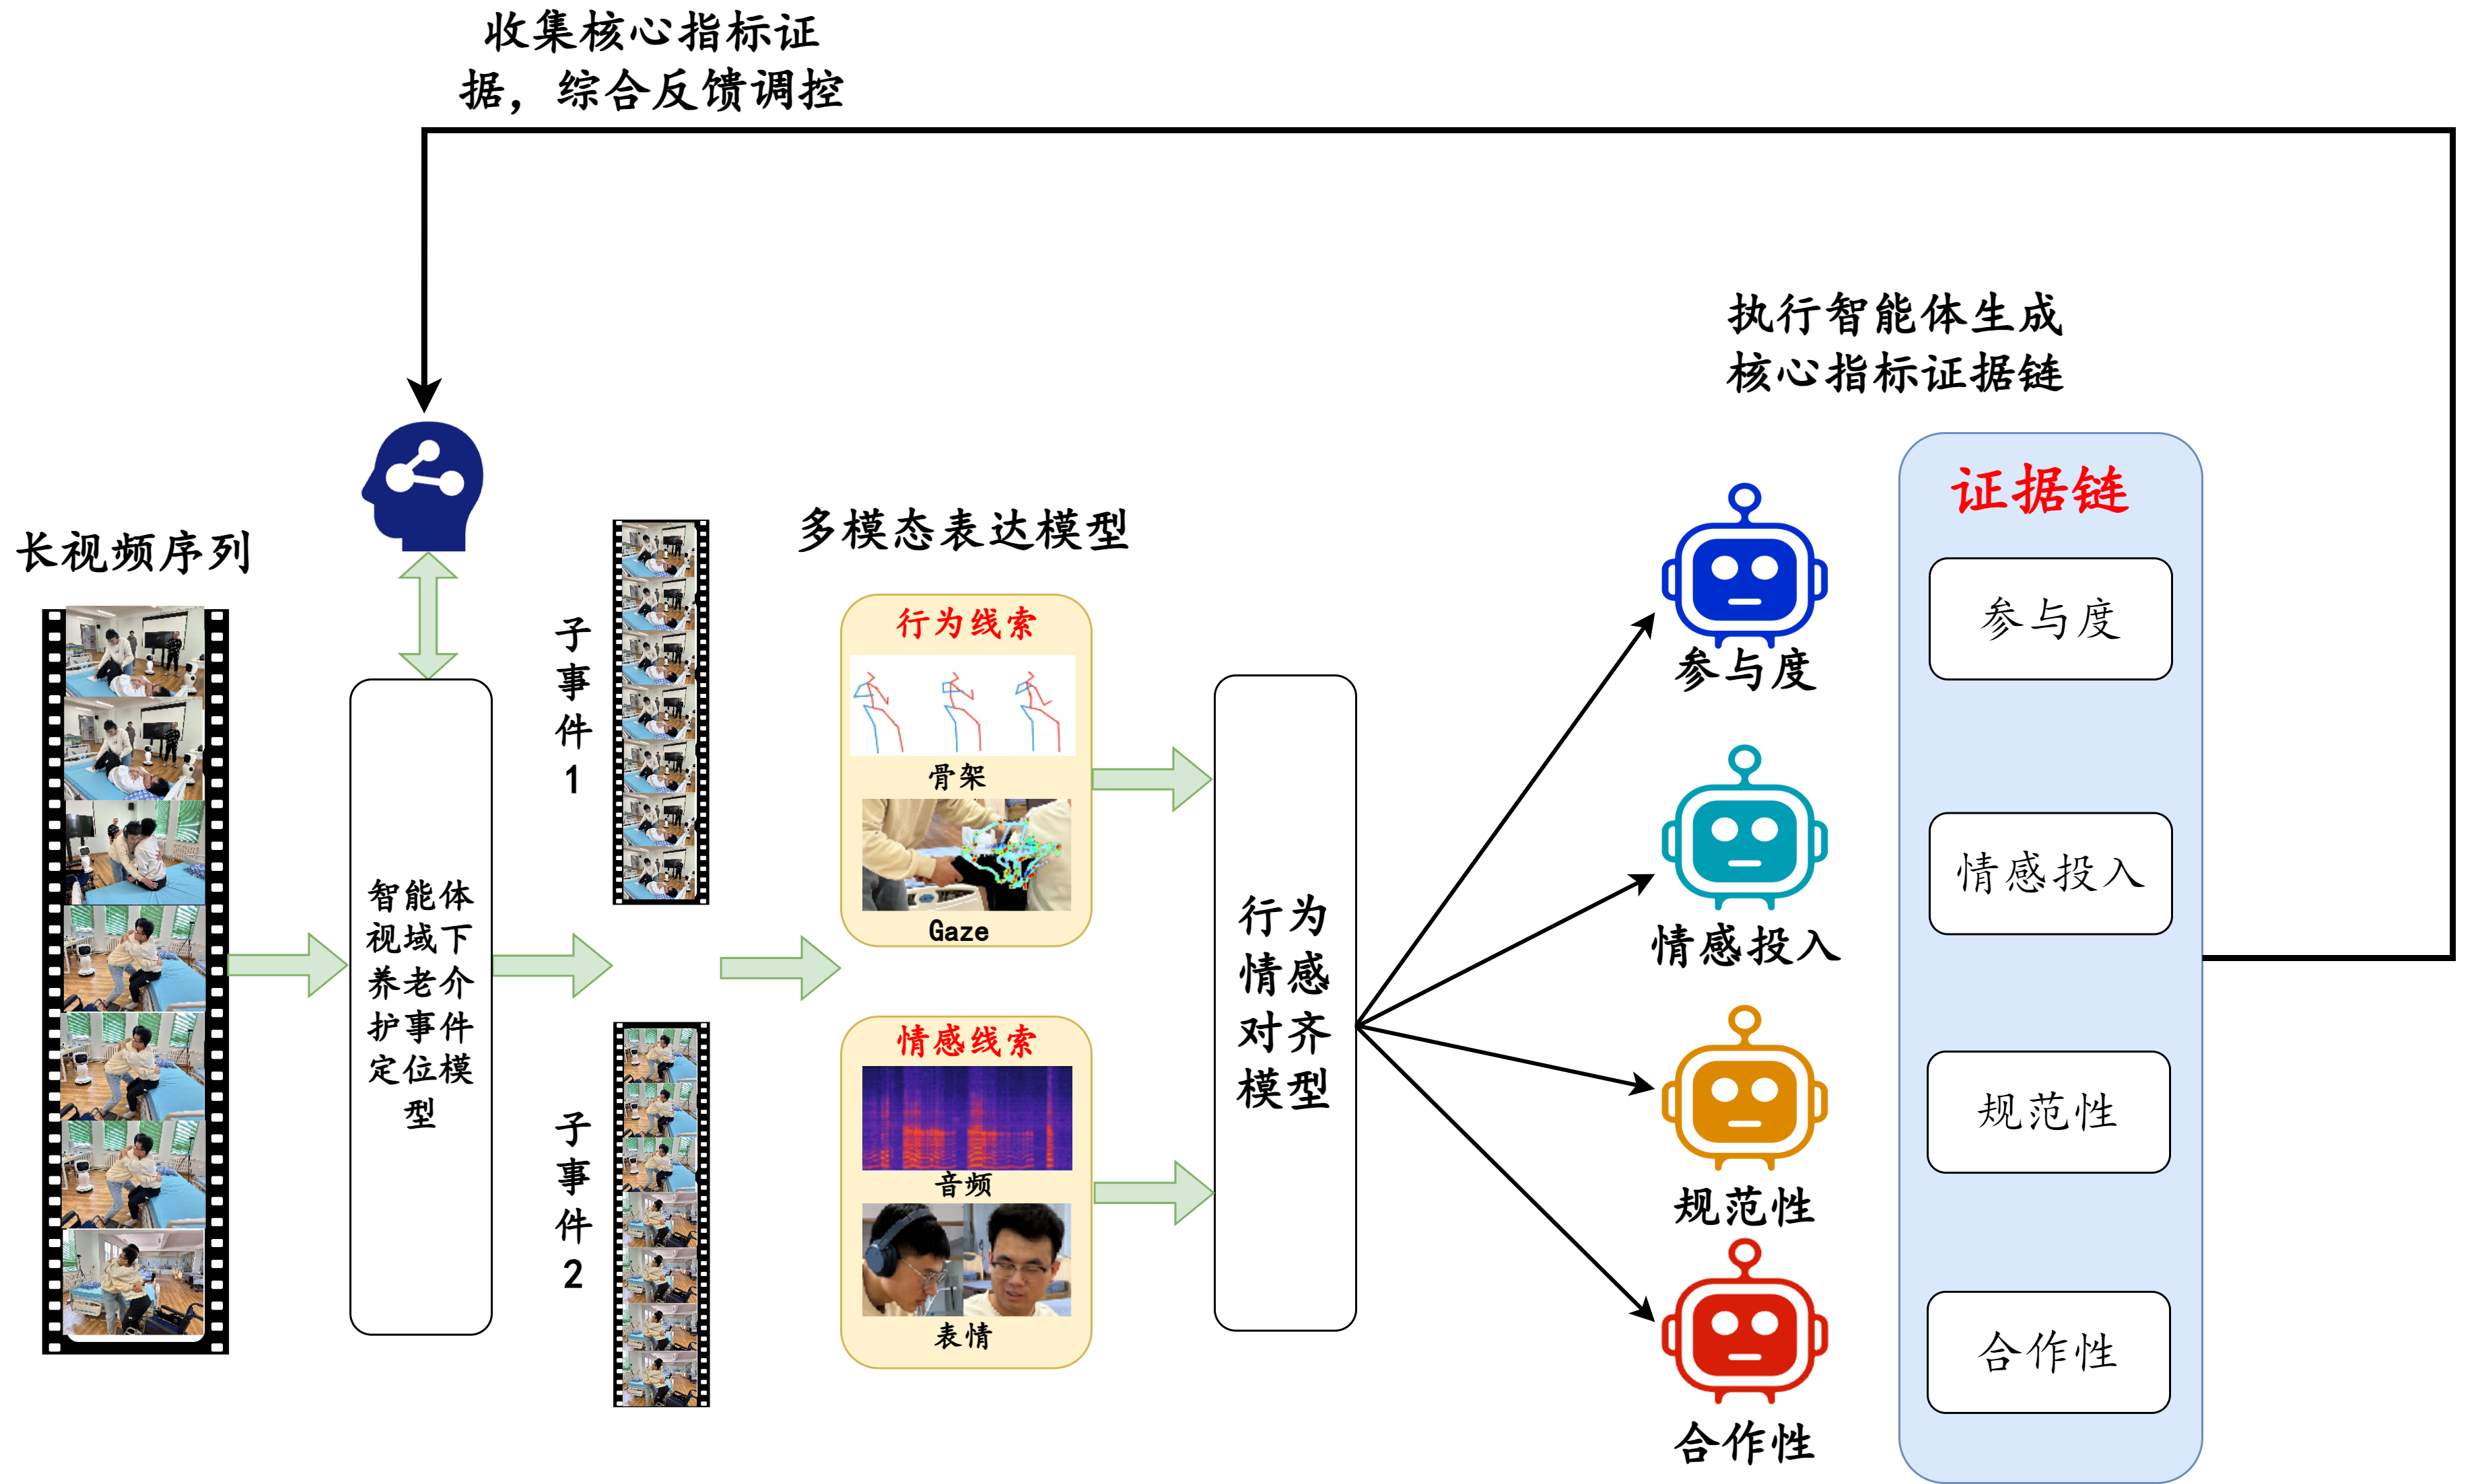 收集核心指标证
据，综合反馈调控
执行智能体生成
核心指标证据链
长视频序列
智能体
视域下
养老介
护事件
定位模
型
子
事
件
1
子
事
件
2
多模态表达模型
行为线索
骨架
Gaze
情感线索
音频
表情
行为
情感
对齐
模型
参与度
情感投入
规范性
合作性
证据链
参与度
情感投入
规范性
合作性